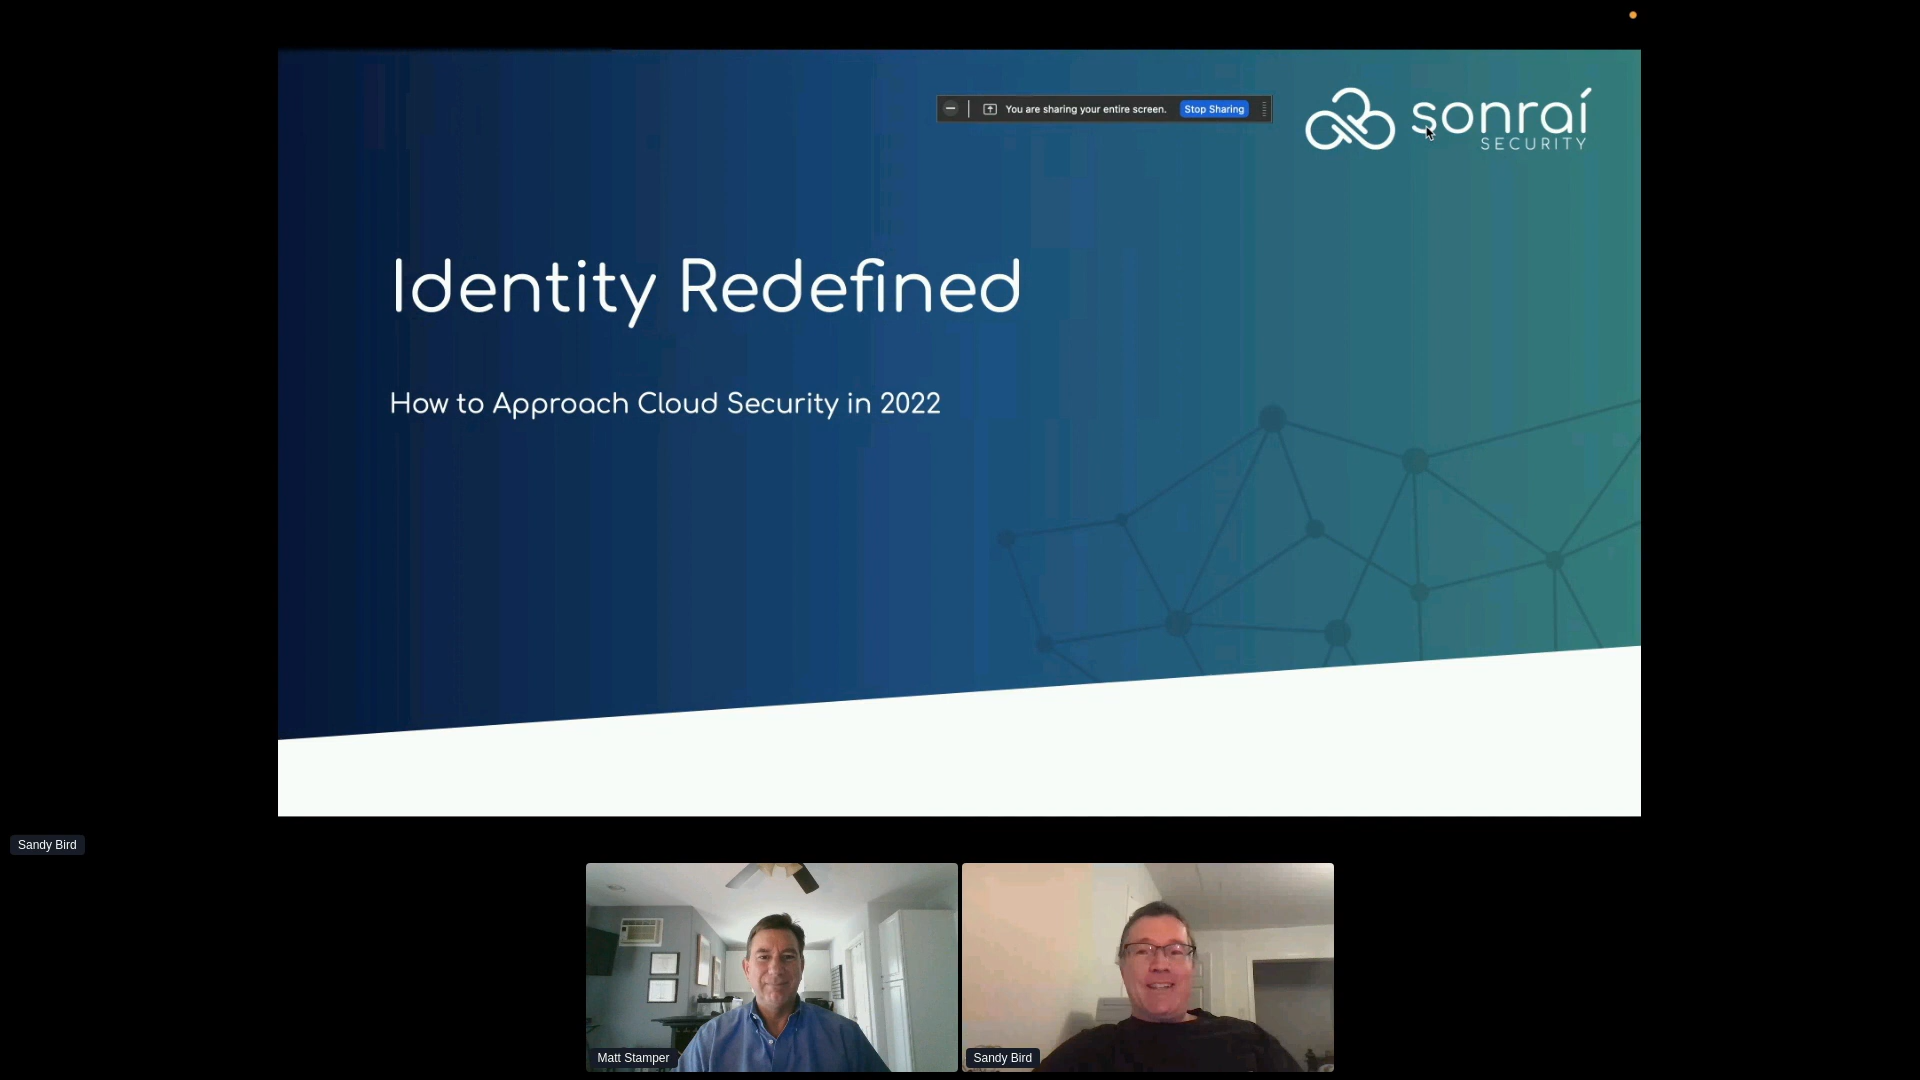 You are sharing your entire screen. Stop Sharing
sonraí
SECURITY
Identity Redefined
How to Approach Cloud Security in 2022
Sandy Bird
Matt Stamper
Sandy Bird